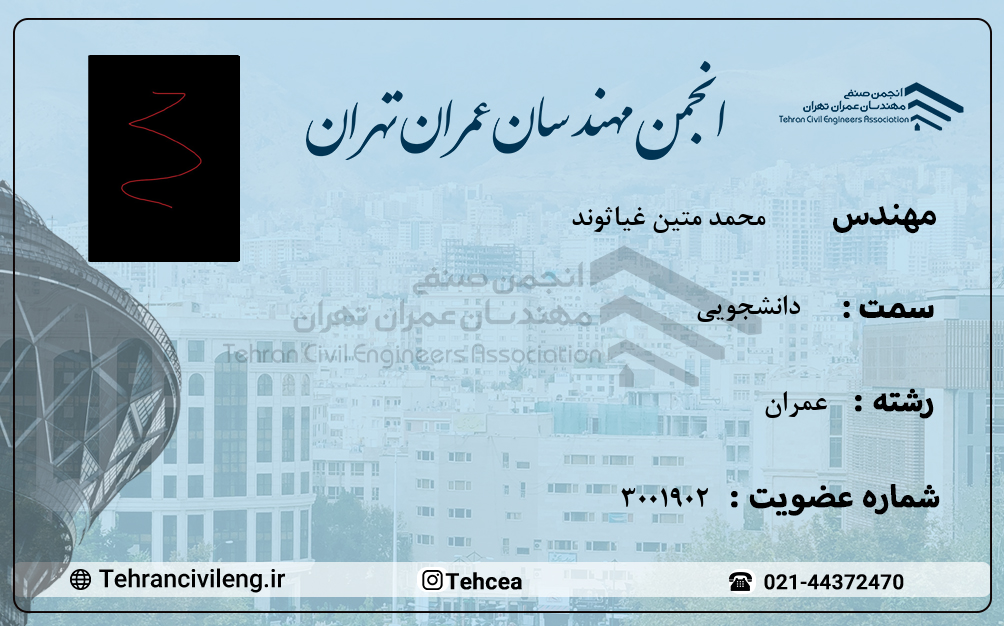 انجمن صنفی
مهندسان عمران تهران
Tehran Civil Engineers Association
انجمن مهندسان عمران تهران
مهندس محمد متین غیاثوند
انجمن صنفی
مهندسان عمران تهران
Tehran Civil Engineers Association
سمت : دانشجویی
رشته : عمران
شماره عضویت : ۳۰۰۱۹۰۲
Tehrancivileng.ir Tehcea 021-44372470